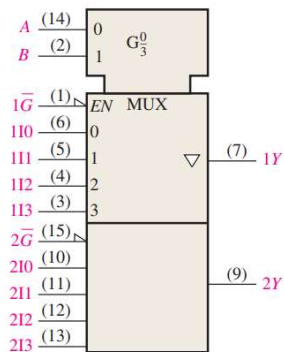 A (14) 0 G 0/3
B (2) 1
1G̅ (1) EN MUX
1I0 (6) 0
1I1 (5) 1 ▽ (7) 1Y
1I2 (4) 2
1I3 (3) 3
2G̅ (15)
2I0 (10)
2I1 (11) (9) 2Y
2I2 (12)
2I3 (13)